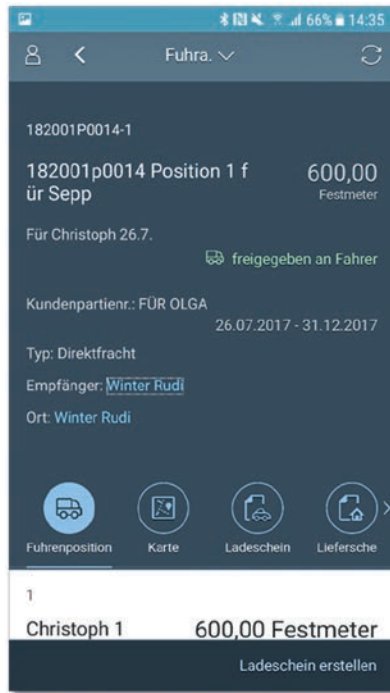 66% 14:35
Fuhra.
182001P0014-1
182001p0014 Position 1 f
ür Sepp
600,00
Festmeter
Für Christoph 26.7.
freigegeben an Fahrer
Kundenpartienr.: FÜR OLGA
26.07.2017 - 31.12.2017
Typ: Direktfracht
Empfänger: Winter Rudi
Ort: Winter Rudi
Fuhrenposition Karte Ladeschein Liefersche
1
Christoph 1 600,00 Festmeter
Ladeschein erstellen